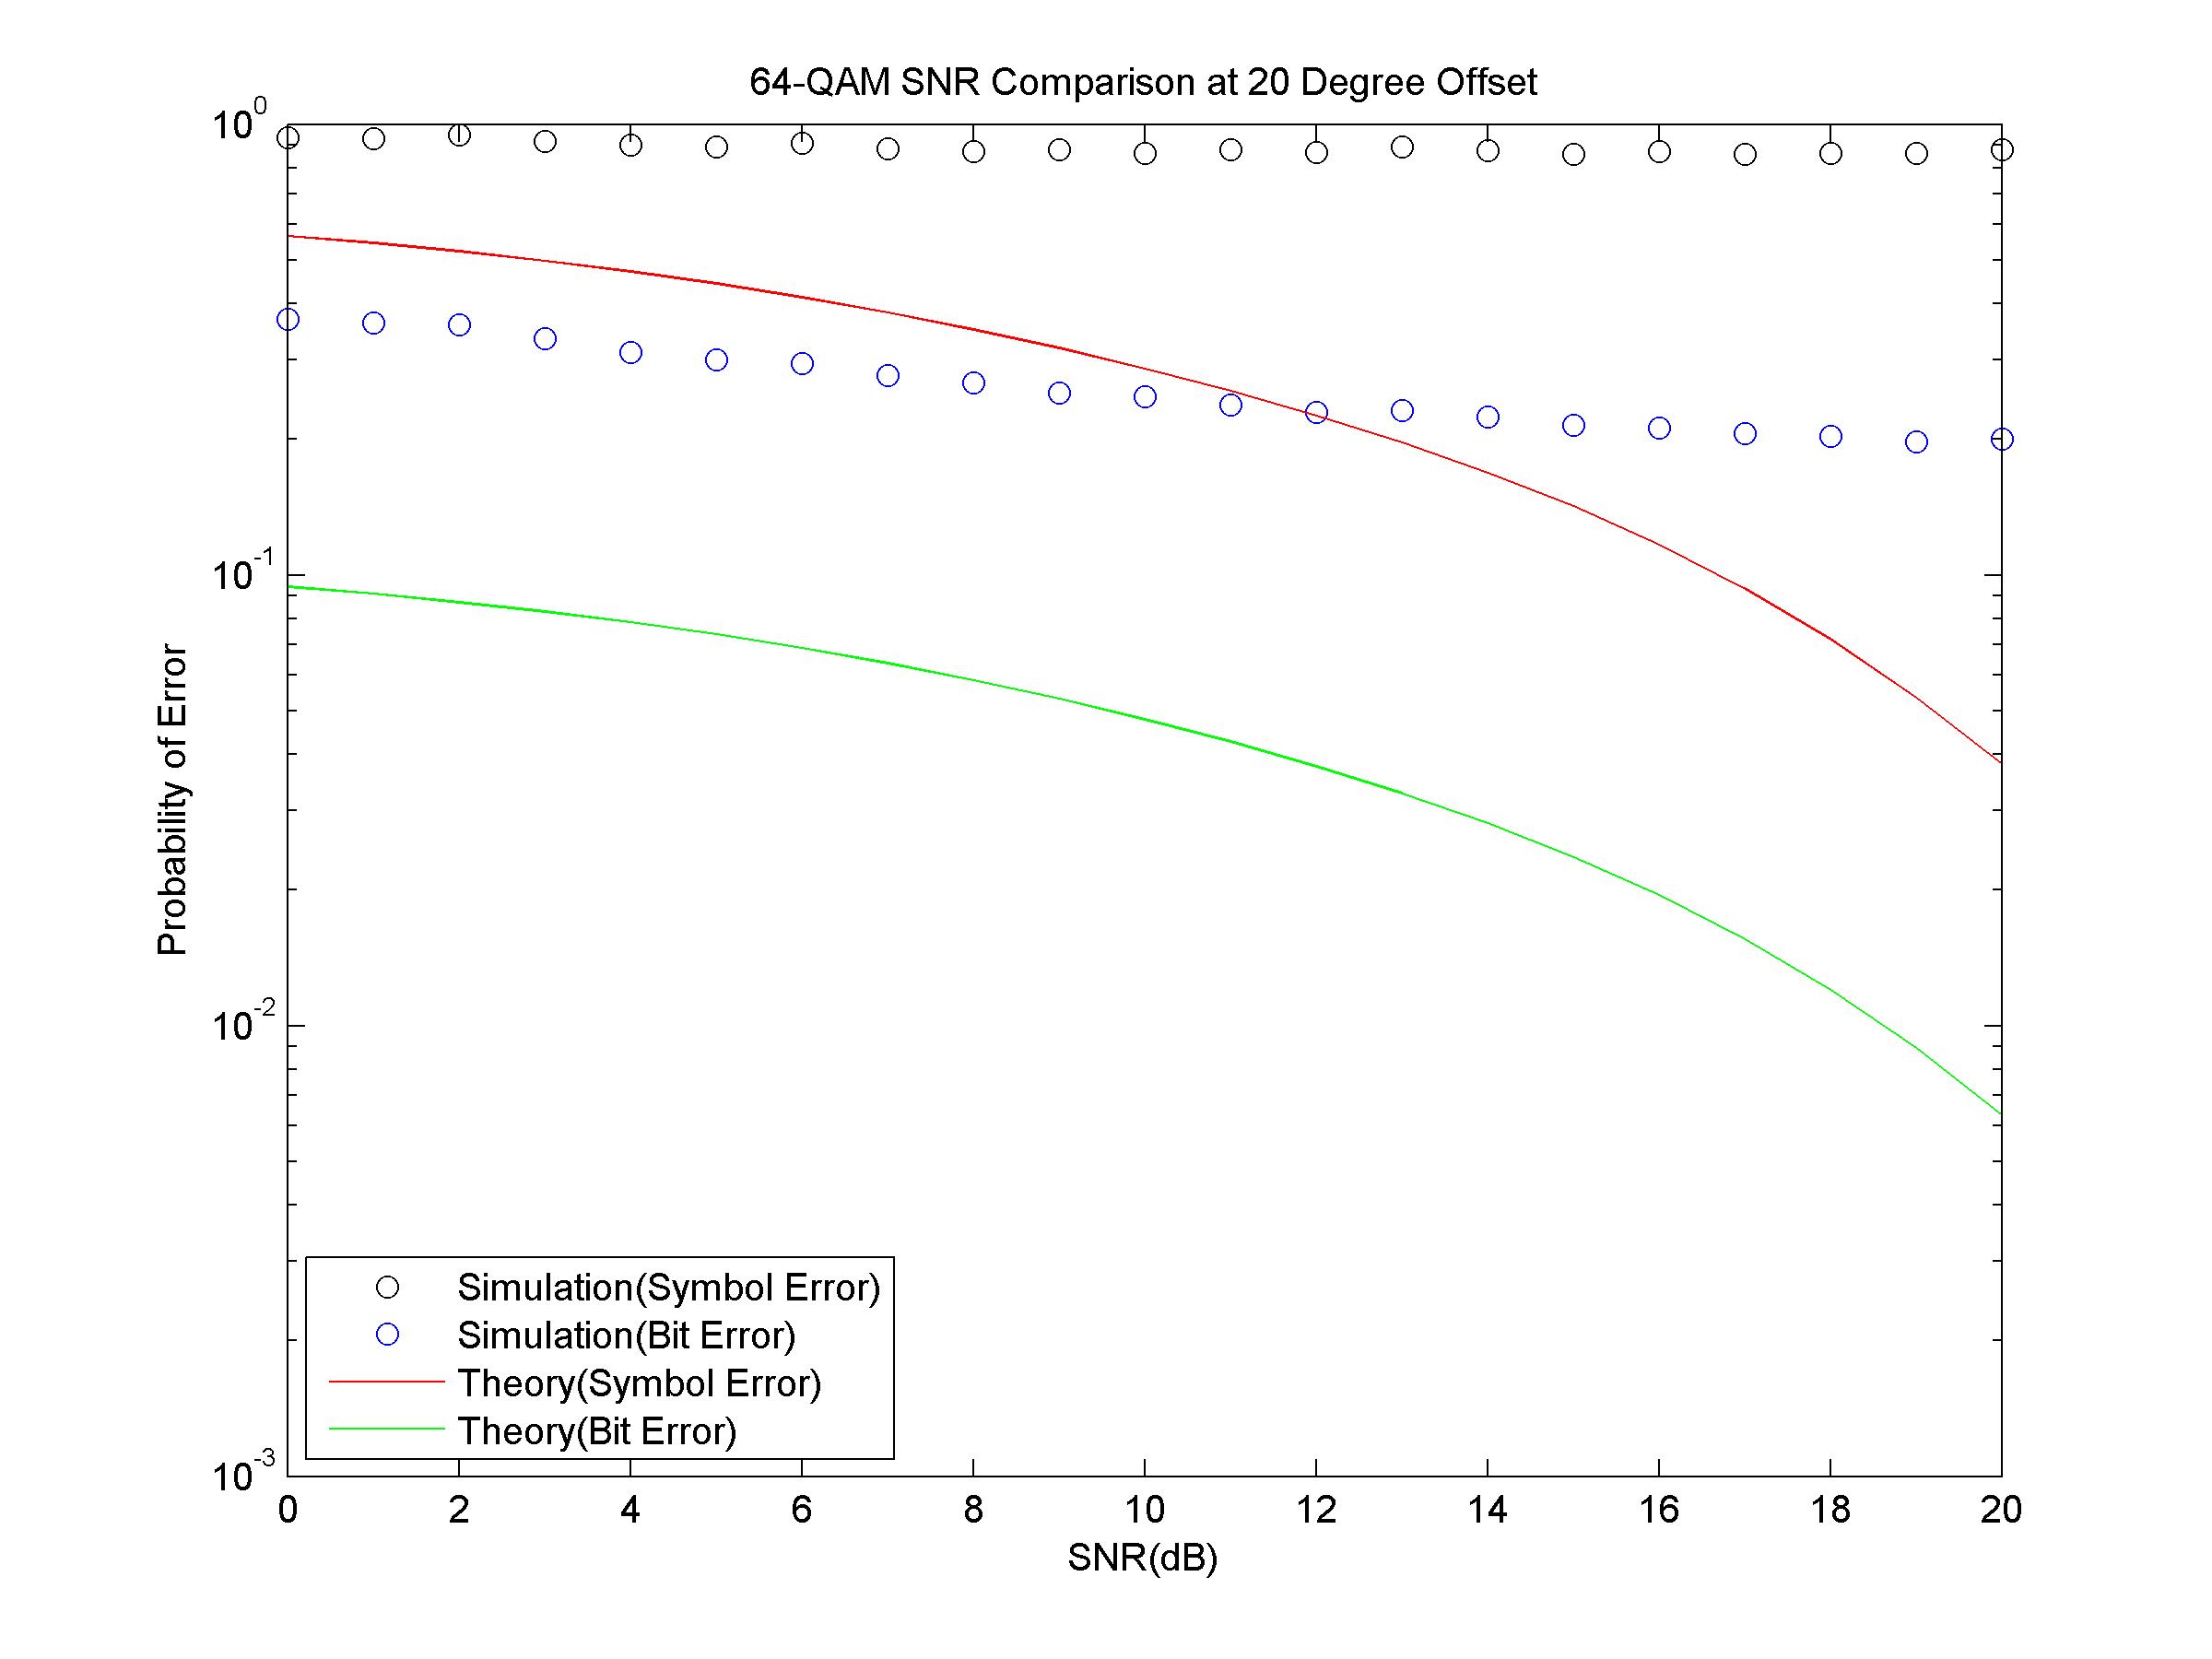 64-QAM SNR Comparison at 20 Degree Offset
10^0
10^-1
10^-2
10^-3
Probability of Error
Simulation(Symbol Error)
Simulation(Bit Error)
Theory(Symbol Error)
Theory(Bit Error)
0 2 4 6 8 10 12 14 16 18 20
SNR(dB)